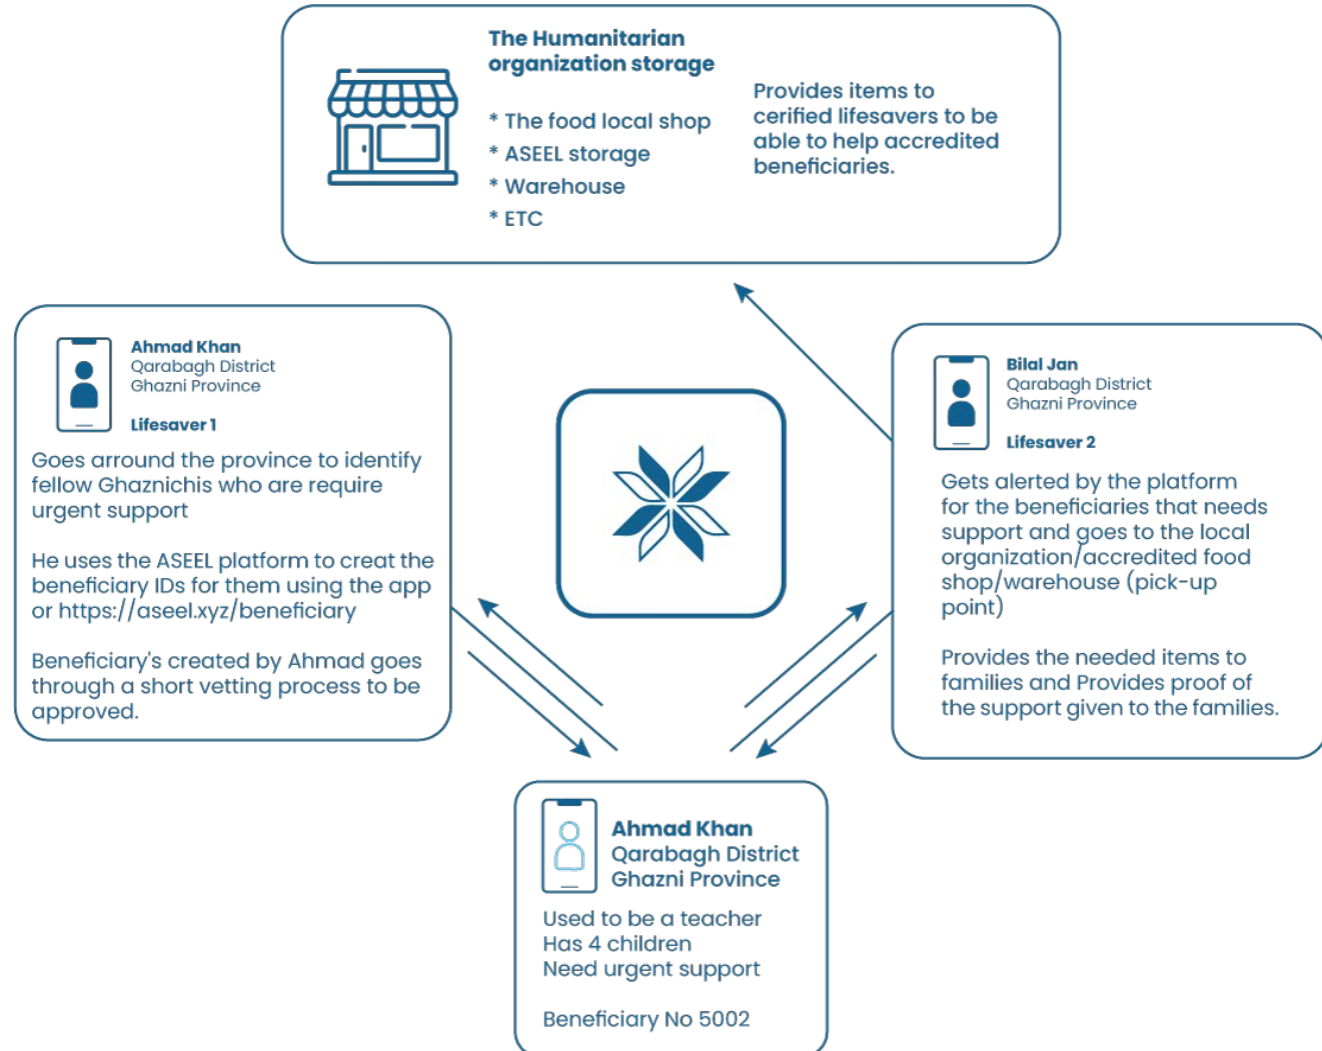 The Humanitarian
organization storage
* The food local shop
* ASEEL storage
* Warehouse
* ETC
Provides items to
cerified lifesavers to be
able to help accredited
beneficiaries.
Ahmad Khan
Qarabagh District
Ghazni Province
Lifesaver 1
Goes arround the province to identify
fellow Ghaznichis who are require
urgent support
He uses the ASEEL platform to creat the
beneficiary IDs for them using the app
or https://aseel.xyz/beneficiary
Beneficiary's created by Ahmad goes
through a short vetting process to be
approved.
Bilal Jan
Qarabagh District
Ghazni Province
Lifesaver 2
Gets alerted by the platform
for the beneficiaries that needs
support and goes to the local
organization/accredited food
shop/warehouse (pick-up
point)
Provides the needed items to
families and Provides proof of
the support given to the families.
Ahmad Khan
Qarabagh District
Ghazni Province
Used to be a teacher
Has 4 children
Need urgent support
Beneficiary No 5002